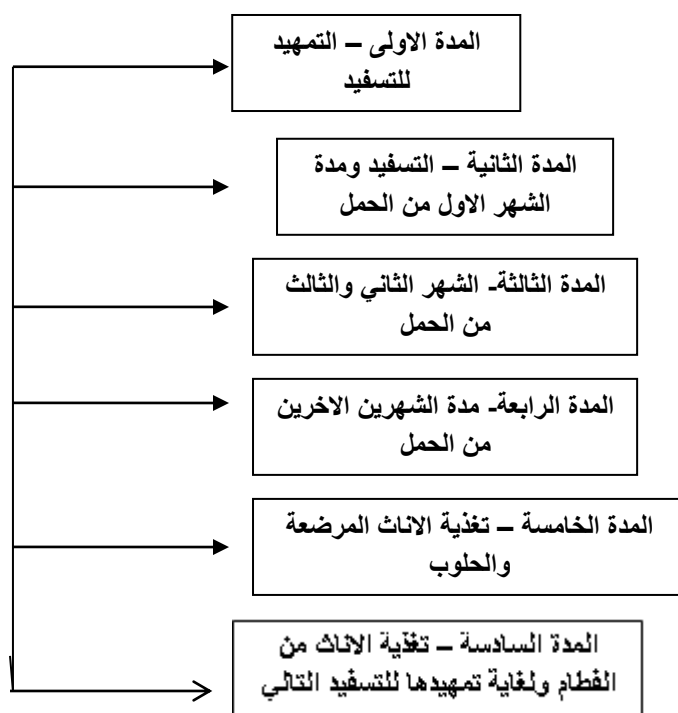 المدة الاولى – التمهيد
للتسفيد
المدة الثانية – التسفيد ومدة
الشهر الاول من الحمل
المدة الثالثة- الشهر الثاني والثالث
من الحمل
المدة الرابعة- مدة الشهرين الاخرين
من الحمل
المدة الخامسة – تغذية الاناث المرضعة
والحلوب
المدة السادسة – تغذية الاناث من
الفطام ولغاية تمهيدها للتسفيد التالي